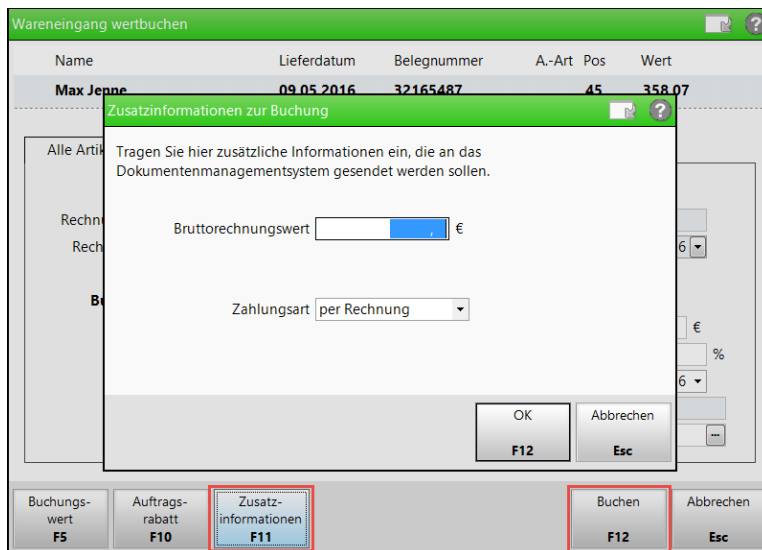 Wareneingang wertbuchen
Name Lieferdatum Belegnummer A.-Art Pos Wert
Max Jenne 09.05.2016 32165487 45 358,07
Zusatzinformationen zur Buchung
Alle Artik
Tragen Sie hier zusätzliche Informationen ein, die an das
Dokumentenmanagementsystem gesendet werden sollen.
Rechnu
Bruttorechnungswert , €
Rech
6
Bu
Zahlungsart per Rechnung
€
%
6
OK
F12
Abbrechen
Esc
...
Buchungs-
wert
F5
Auftrags-
rabatt
F10
Zusatz-
informationen
F11
Buchen
F12
Abbrechen
Esc